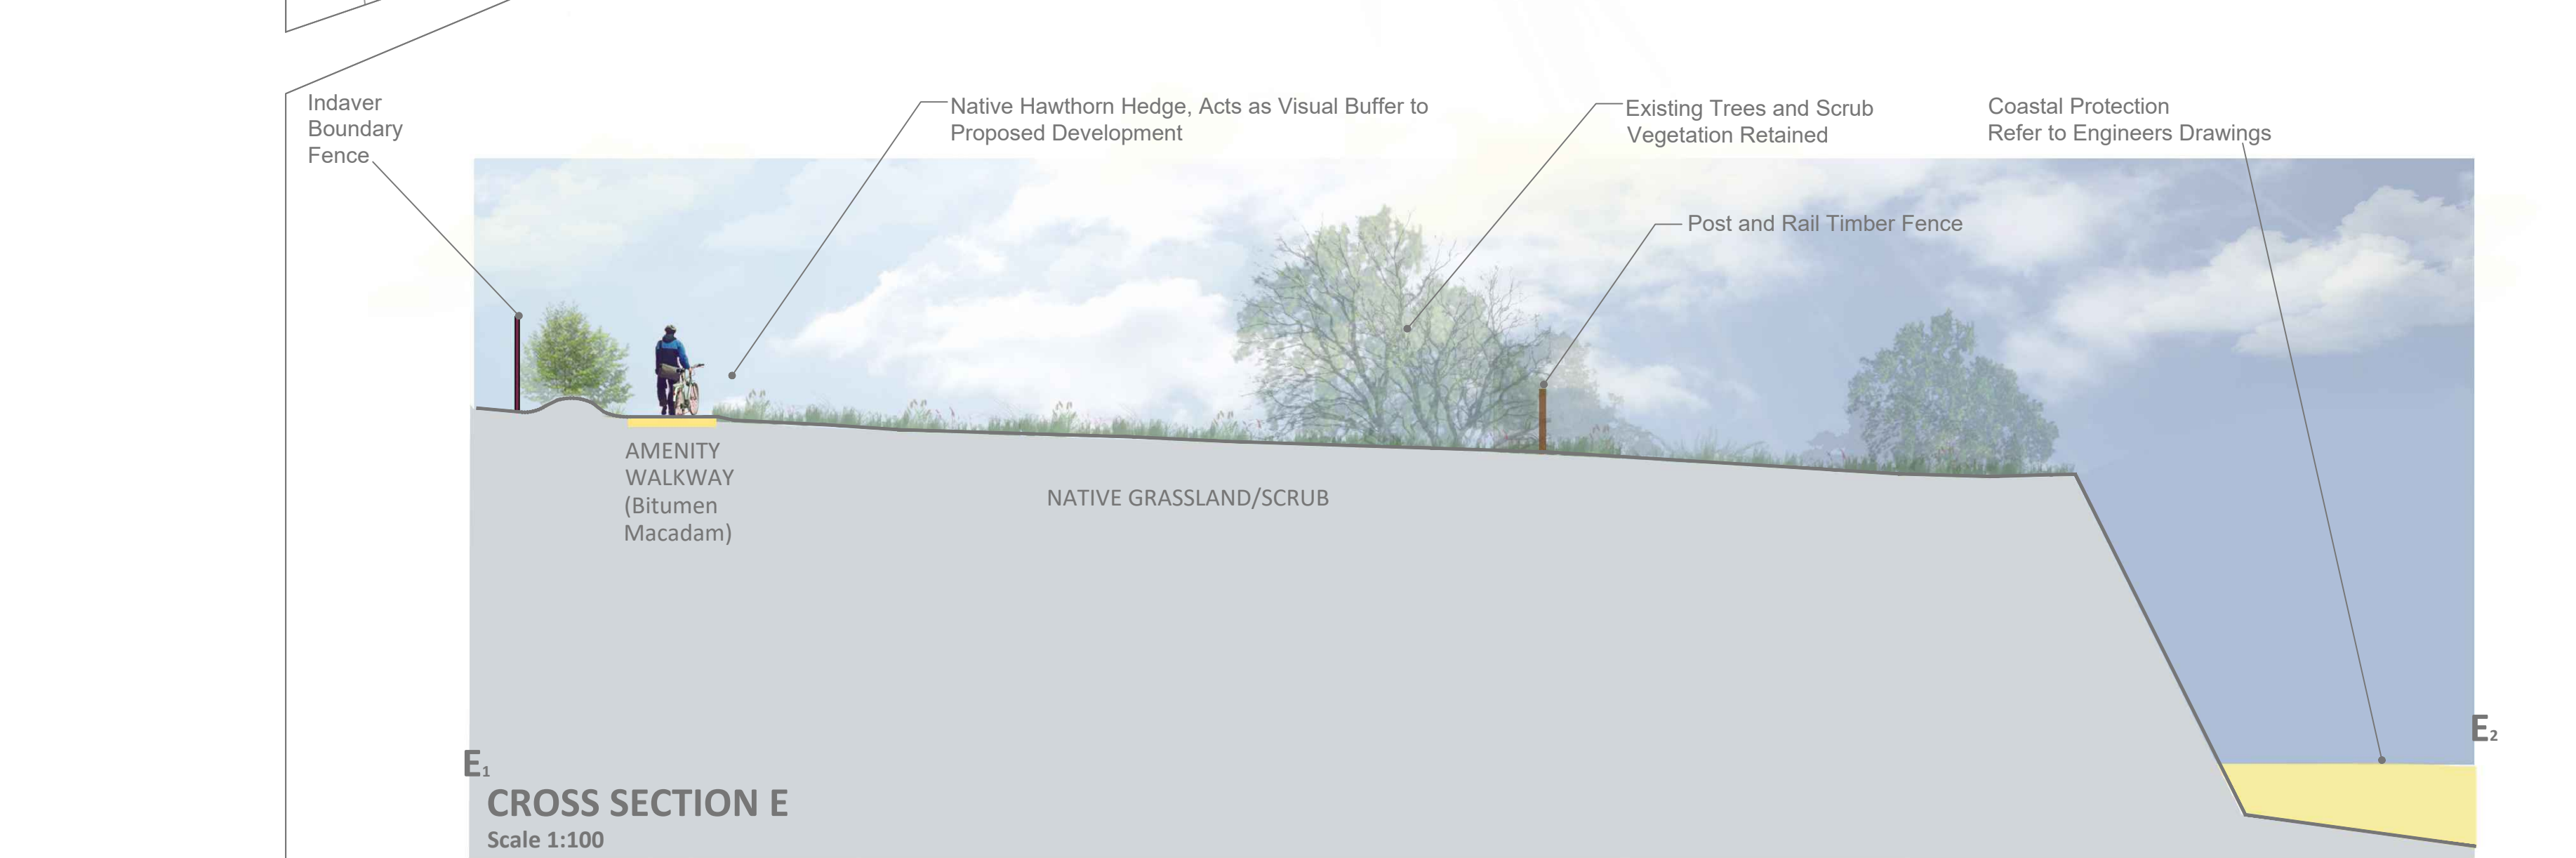 Indaver
Boundary
Fence
Native Hawthorn Hedge, Acts as Visual Buffer to
Proposed Development
Existing Trees and Scrub
Vegetation Retained
Coastal Protection
Refer to Engineers Drawings
Post and Rail Timber Fence
AMENITY
WALKWAY
(Bitumen
Macadam)
NATIVE GRASSLAND/SCRUB
E1
E2
CROSS SECTION E
Scale 1:100